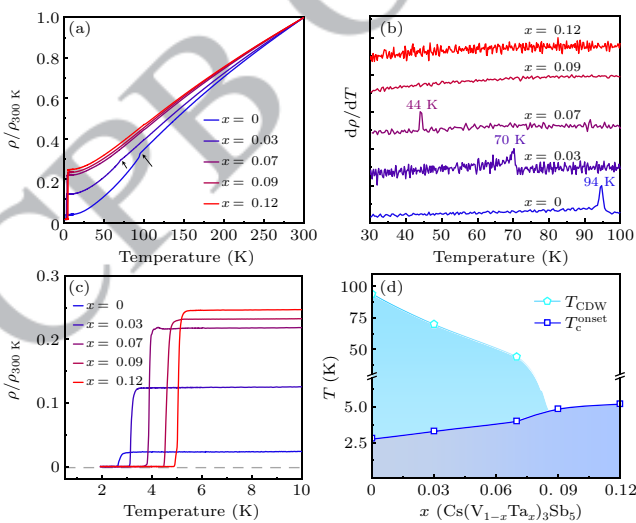 (a)
1.0
0.8
0.6
0.4
0.2
0
ρ/ρ300 K
x = 0
x = 0.03
x = 0.07
x = 0.09
x = 0.12
0 50 100 150 200 250 300
Temperature (K)
(b)
dρ/dT
x = 0.12
x = 0.09
44 K
x = 0.07
70 K
x = 0.03
94 K
x = 0
30 40 50 60 70 80 90 100
Temperature (K)
(c)
0.3
0.2
0.1
0
ρ/ρ300 K
x = 0
x = 0.03
x = 0.07
x = 0.09
x = 0.12
2 4 6 8 10
Temperature (K)
(d)
100
75
50
5.0
2.5
T (K)
TCDW
Tc onset
0 0.03 0.06 0.09 0.12
x (Cs(V1−xTax)3Sb5)
CPB